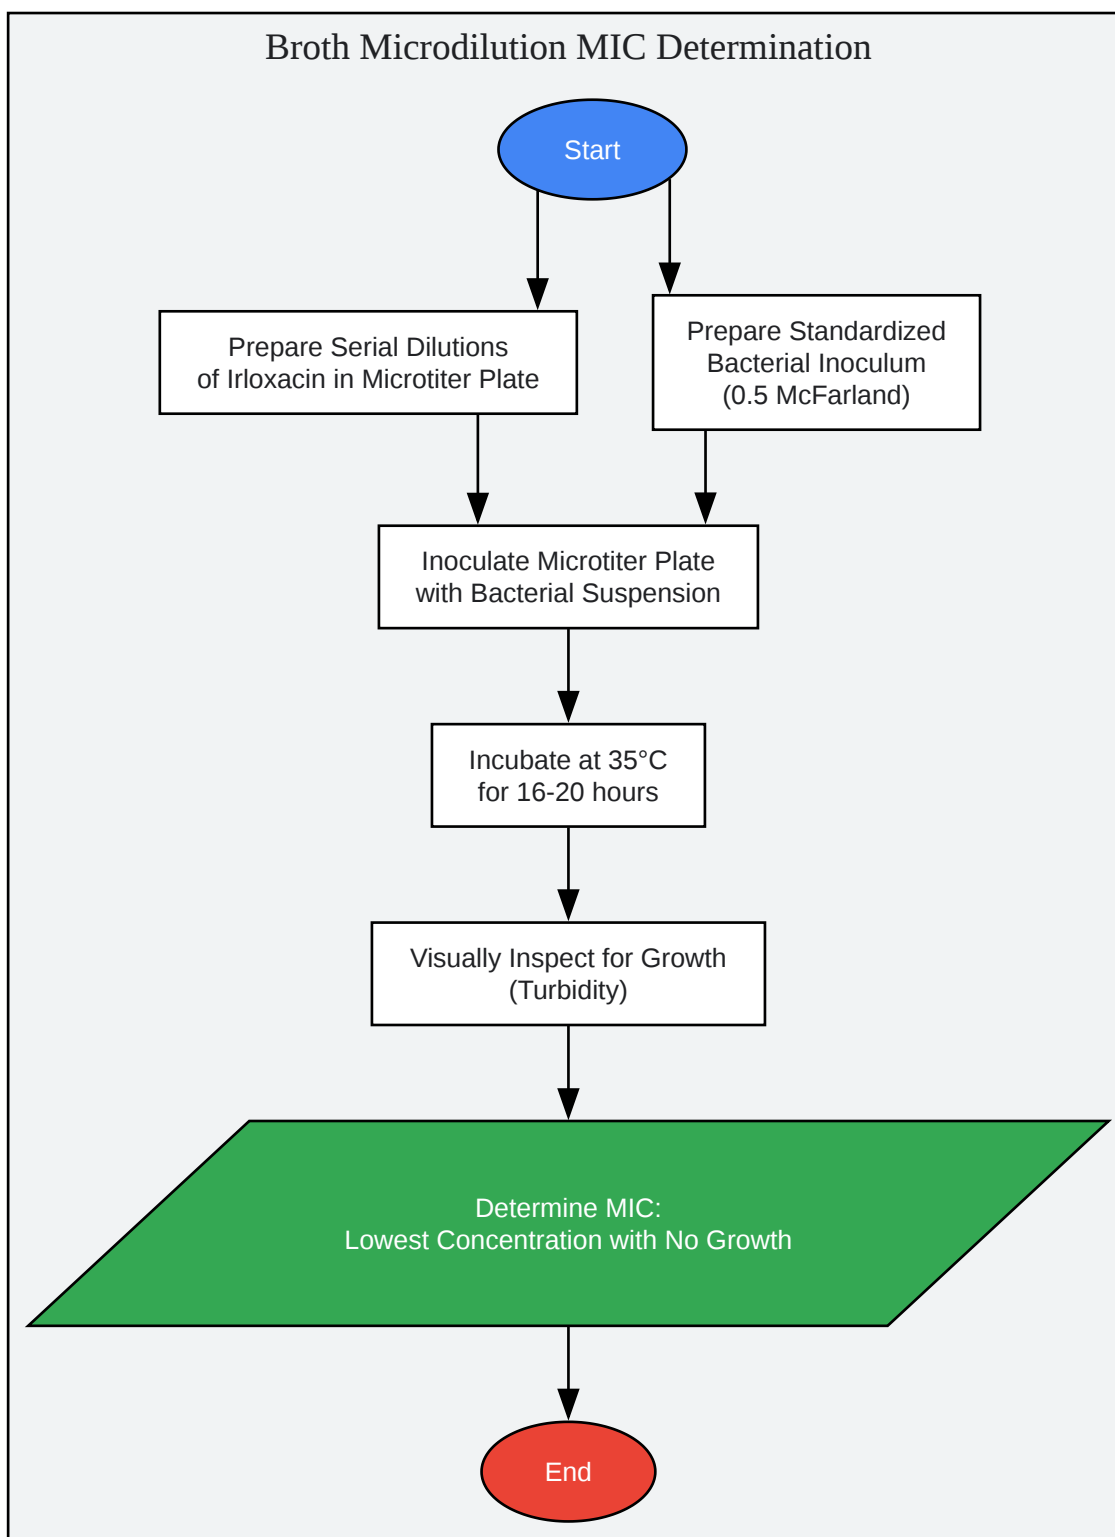 Broth Microdilution MIC Determination
Start
Prepare Serial Dilutions
of Irloxacin in Microtiter Plate
Prepare Standardized
Bacterial Inoculum
(0.5 McFarland)
Inoculate Microtiter Plate
with Bacterial Suspension
Incubate at 35°C
for 16-20 hours
Visually Inspect for Growth
(Turbidity)
Determine MIC:
Lowest Concentration with No Growth
End